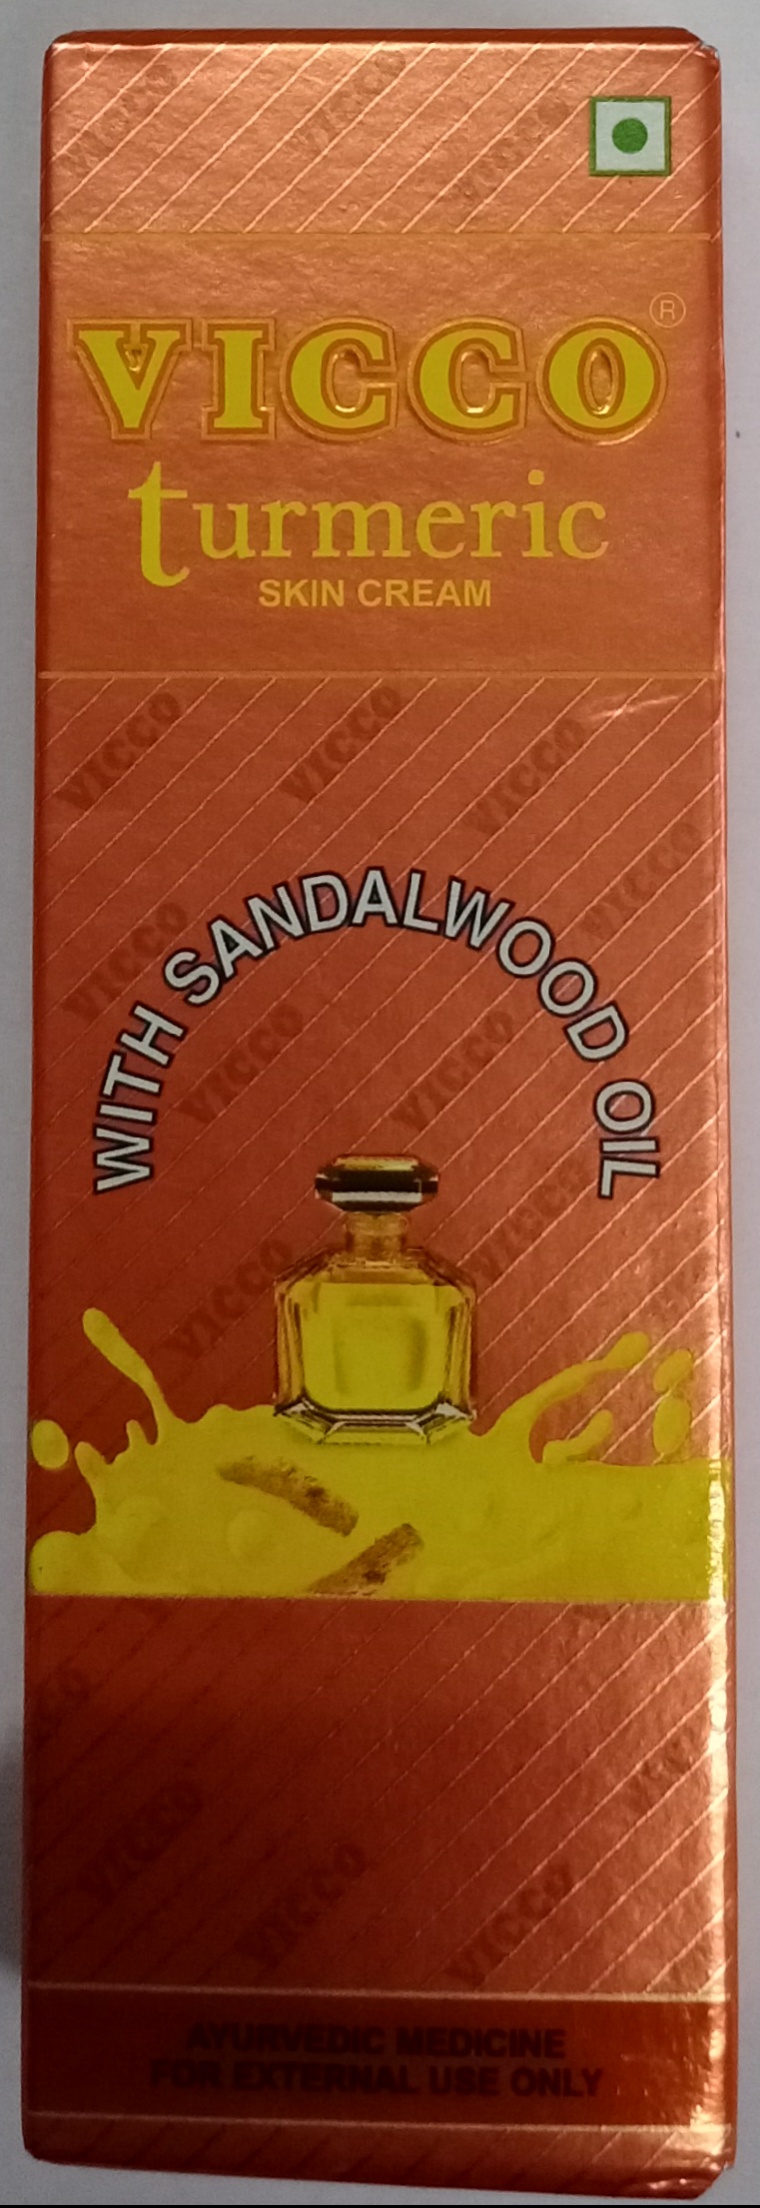 VICCO®
turmeric
SKIN CREAM
WITH SANDALWOOD OIL
AYURVEDIC MEDICINE
FOR EXTERNAL USE ONLY